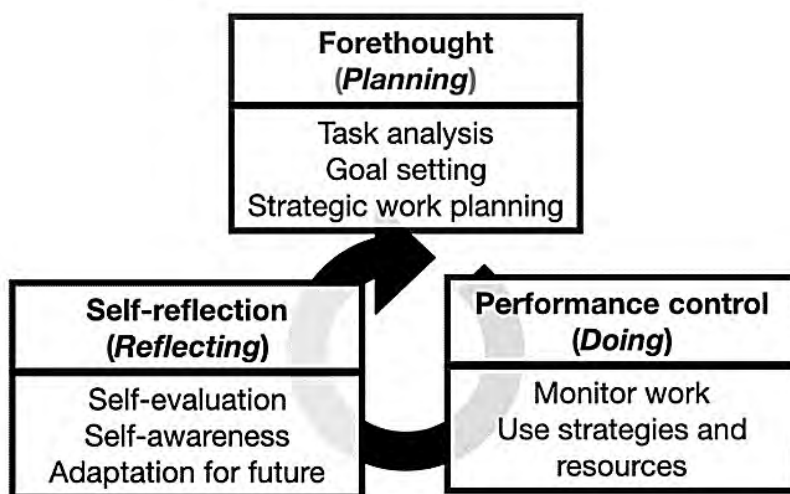 Forethought
(Planning)
Task analysis
Goal setting
Strategic work planning
Self-reflection
(Reflecting)
Self-evaluation
Self-awareness
Adaptation for future
Performance control
(Doing)
Monitor work
Use strategies and
resources